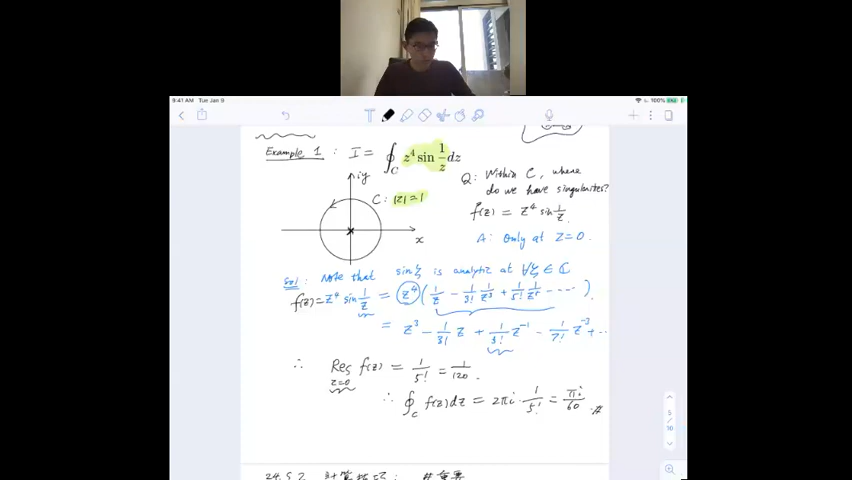 9:41 AM Tue Jan 9
100%
Example 1 : I = ∮_C z⁴ sin 1/z dz
iy
C : |z| = 1
x
Q: Within C, where
do we have singularities?
f(z) = z⁴ sin 1/z.
A: Only at z=0.
Sol: Note that sin ζ is analytic at ∀ζ ∈ ℂ
f(z) = z⁴ sin 1/z = z⁴ ( 1/z − 1/3! 1/z³ + 1/5! 1/z⁵ − ···· ).
= z³ − 1/3! z + 1/5! z⁻¹ − 1/7! z⁻³ + ···
∴ Res f(z) = 1/5! = 1/120.
z=0
∴ ∮_C f(z)dz = 2πi · 1/5! = πi/60 .#
5
10